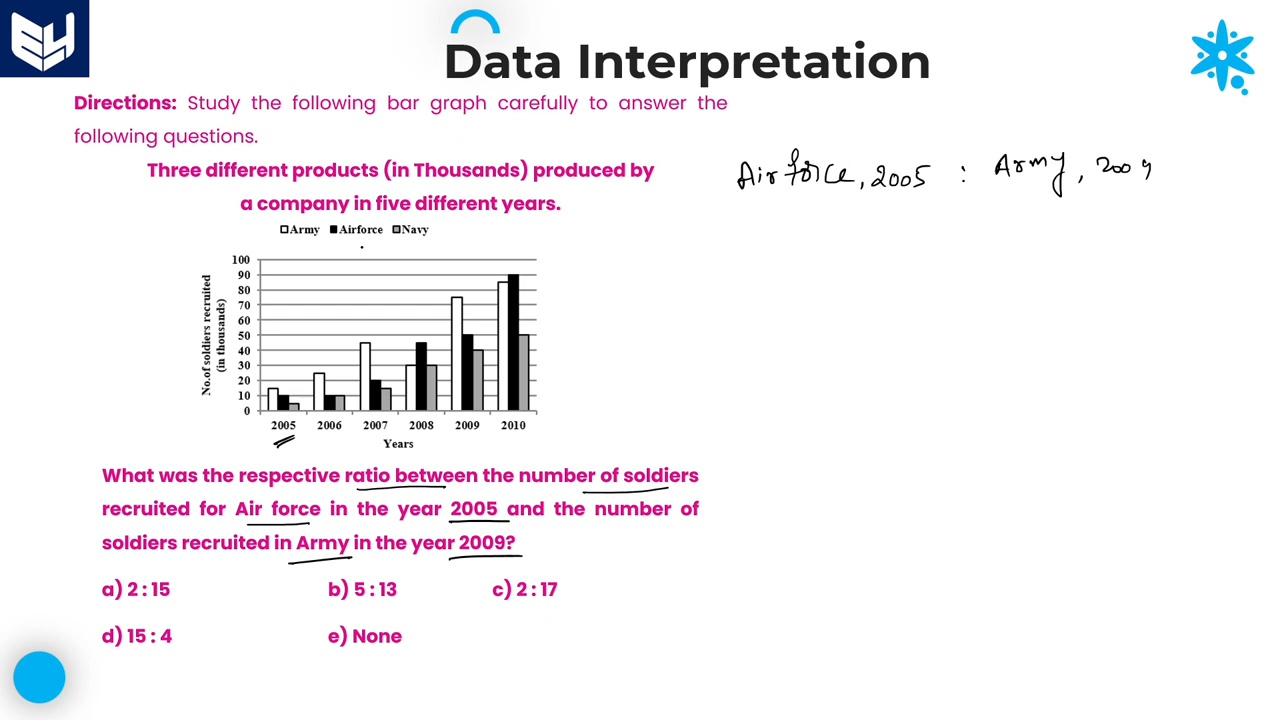 Data Interpretation
Directions: Study the following bar graph carefully to answer the
following questions.
Three different products (in Thousands) produced by
a company in five different years.
Army Airforce Navy
No.of soldiers recruited
(in thousands)
100
90
80
70
60
50
40
30
20
10
0
2005 2006 2007 2008 2009 2010
Years
Airforce, 2005 : Army, 2009
What was the respective ratio between the number of soldiers
recruited for Air force in the year 2005 and the number of
soldiers recruited in Army in the year 2009?
a) 2 : 15 b) 5 : 13 c) 2 : 17
d) 15 : 4 e) None